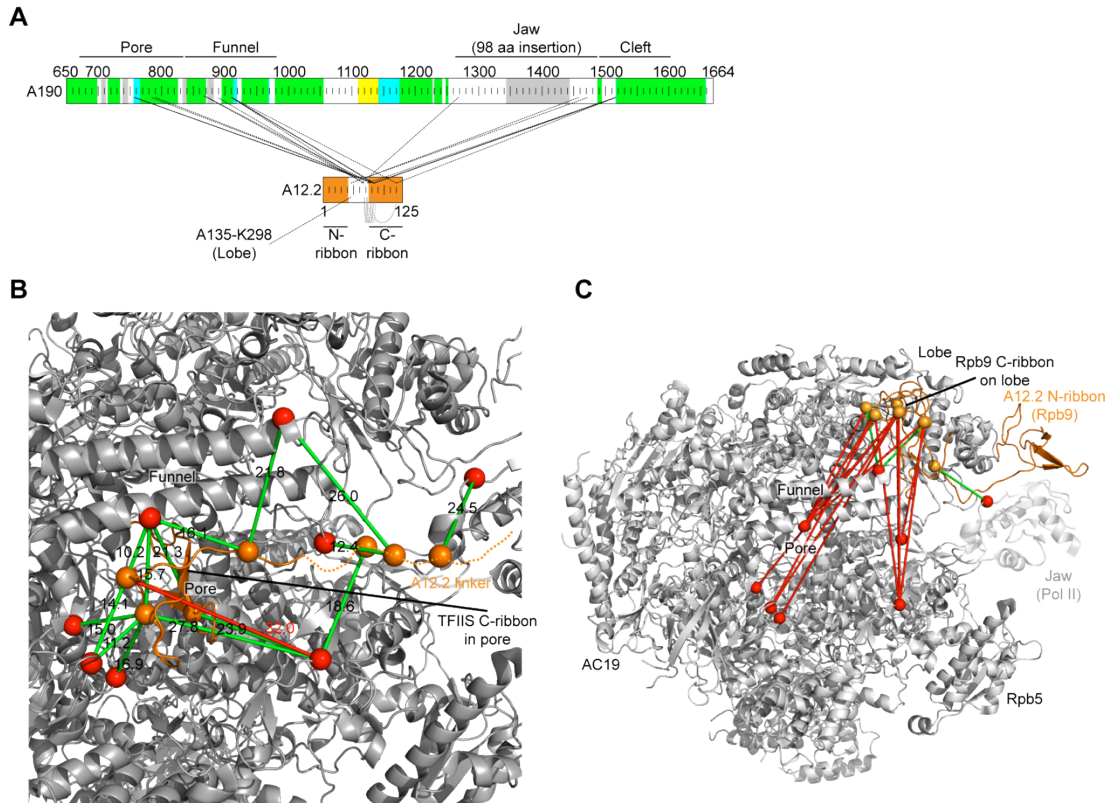 A
Jaw
Pore
Funnel
(98 aa insertion)
Cleft
650 700 800 900 1000 1100 1200 1300 1400 1500 1600 1664
A190
A12.2
1
125
A135-K298
(Lobe)
N-
ribbon
C-
ribbon
B
Funnel
21.8
26.0
24.5
16.1
12.4
10.2
21.3
15.7
Pore
A12.2 linker
14.1
18.6
TFIIS C-ribbon
in pore
15.0
27.8
23.9
32.0
11.2
16.9
C
Lobe
Rpb9 C-ribbon
on lobe
A12.2 N-ribbon
(Rpb9)
Funnel
Pore
Jaw
(Pol II)
AC19
Rpb5